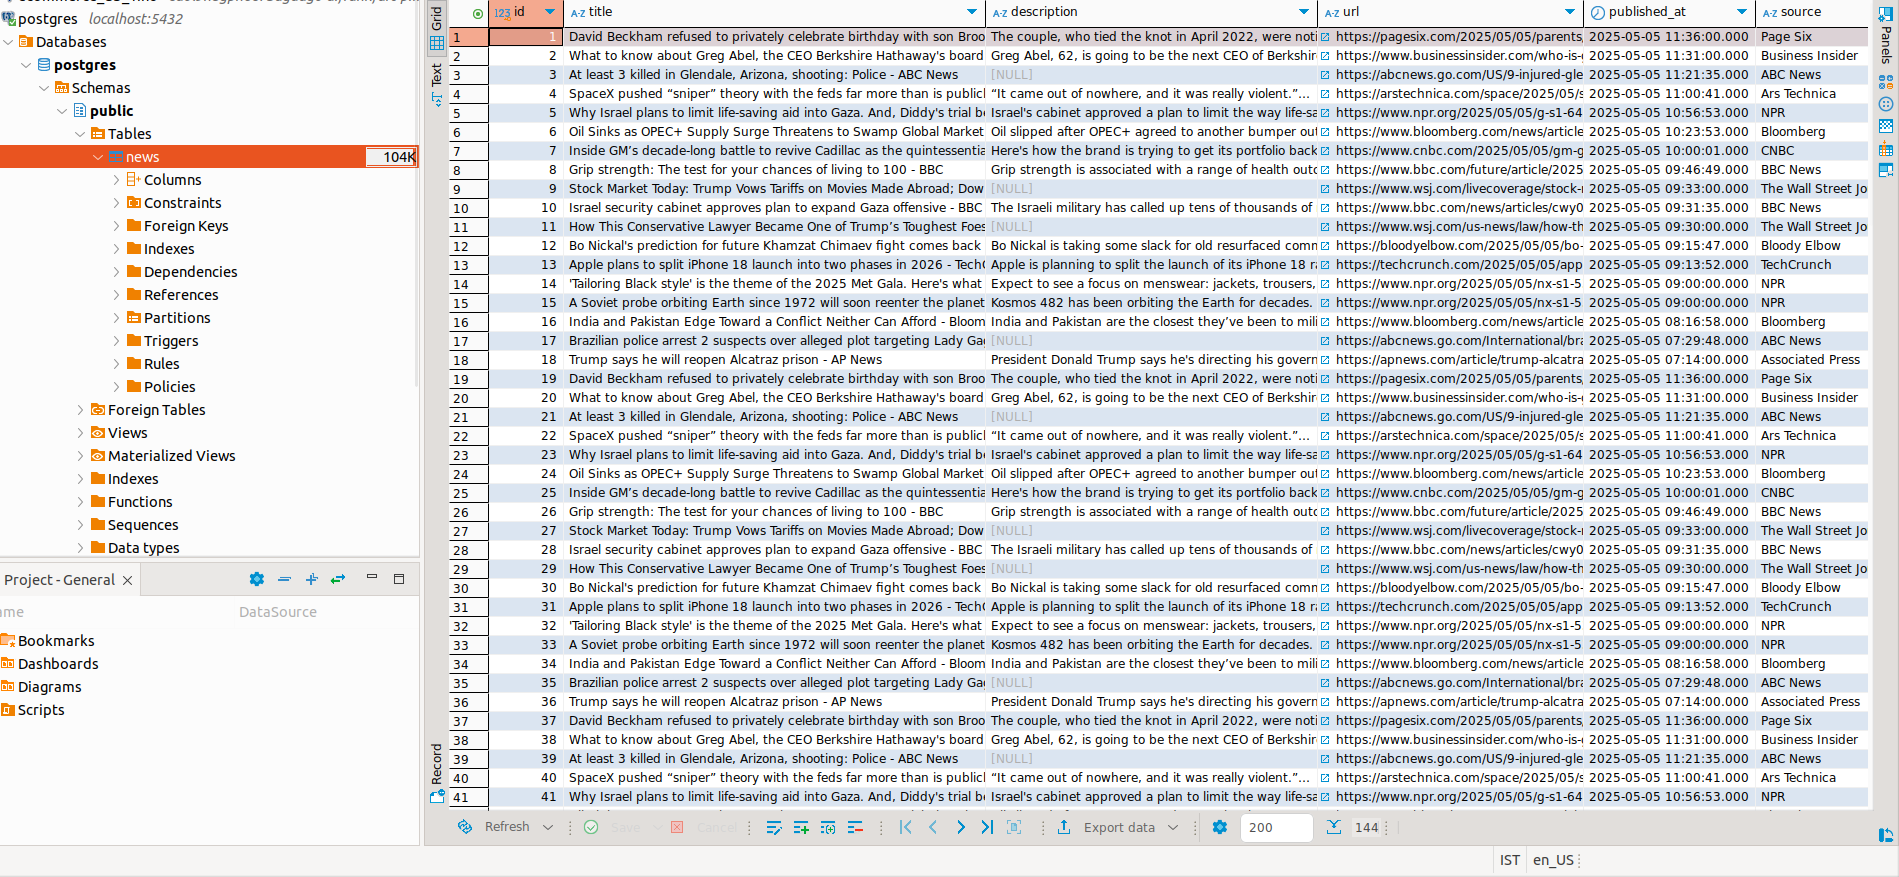 postgres localhost:5432
Databases
postgres
Schemas
public
Tables
news 104K
Columns
Constraints
Foreign Keys
Indexes
Dependencies
References
Partitions
Triggers
Rules
Policies
Foreign Tables
Views
Materialized Views
Indexes
Functions
Sequences
Data types
Project - General
ame DataSource
Bookmarks
Dashboards
Diagrams
Scripts
Grid
Text
Record
123 id AZ title AZ description AZ url published_at AZ source
1 1 David Beckham refused to privately celebrate birthday with son Broo The couple, who tied the knot in April 2022, were noti https://pagesix.com/2025/05/05/parents, 2025-05-05 11:36:00.000 Page Six
2 2 What to know about Greg Abel, the CEO Berkshire Hathaway's board Greg Abel, 62, is going to be the next CEO of Berkshir https://www.businessinsider.com/who-is- 2025-05-05 11:31:00.000 Business Insider
3 3 At least 3 killed in Glendale, Arizona, shooting: Police - ABC News [NULL] https://abcnews.go.com/US/9-injured-gle 2025-05-05 11:21:35.000 ABC News
4 4 SpaceX pushed “sniper” theory with the feds far more than is publicl “It came out of nowhere, and it was really violent.”... https://arstechnica.com/space/2025/05/s 2025-05-05 11:00:41.000 Ars Technica
5 5 Why Israel plans to limit life-saving aid into Gaza. And, Diddy's trial be Israel's cabinet approved a plan to limit the way life-sa https://www.npr.org/2025/05/05/g-s1-64 2025-05-05 10:56:53.000 NPR
6 6 Oil Sinks as OPEC+ Supply Surge Threatens to Swamp Global Market Oil slipped after OPEC+ agreed to another bumper out https://www.bloomberg.com/news/article 2025-05-05 10:23:53.000 Bloomberg
7 7 Inside GM’s decade-long battle to revive Cadillac as the quintessentia Here's how the brand is trying to get its portfolio back https://www.cnbc.com/2025/05/05/gm-g 2025-05-05 10:00:01.000 CNBC
8 8 Grip strength: The test for your chances of living to 100 - BBC Grip strength is associated with a range of health outc https://www.bbc.com/future/article/2025 2025-05-05 09:46:49.000 BBC News
9 9 Stock Market Today: Trump Vows Tariffs on Movies Made Abroad; Dow [NULL] https://www.wsj.com/livecoverage/stock-r 2025-05-05 09:33:00.000 The Wall Street Jo
10 10 Israel security cabinet approves plan to expand Gaza offensive - BBC The Israeli military has called up tens of thousands of https://www.bbc.com/news/articles/cwy0 2025-05-05 09:31:35.000 BBC News
11 11 How This Conservative Lawyer Became One of Trump’s Toughest Foes [NULL] https://www.wsj.com/us-news/law/how-th 2025-05-05 09:30:00.000 The Wall Street Jo
12 12 Bo Nickal's prediction for future Khamzat Chimaev fight comes back Bo Nickal is taking some slack for old resurfaced comm https://bloodyelbow.com/2025/05/05/bo- 2025-05-05 09:15:47.000 Bloody Elbow
13 13 Apple plans to split iPhone 18 launch into two phases in 2026 - TechC Apple is planning to split the launch of its iPhone 18 ra https://techcrunch.com/2025/05/05/app 2025-05-05 09:13:52.000 TechCrunch
14 14 'Tailoring Black style' is the theme of the 2025 Met Gala. Here's what Expect to see a focus on menswear: jackets, trousers, https://www.npr.org/2025/05/05/nx-s1-5 2025-05-05 09:00:00.000 NPR
15 15 A Soviet probe orbiting Earth since 1972 will soon reenter the planet Kosmos 482 has been orbiting the Earth for decades. https://www.npr.org/2025/05/05/nx-s1-5 2025-05-05 09:00:00.000 NPR
16 16 India and Pakistan Edge Toward a Conflict Neither Can Afford - Bloom India and Pakistan are the closest they’ve been to mili https://www.bloomberg.com/news/article 2025-05-05 08:16:58.000 Bloomberg
17 17 Brazilian police arrest 2 suspects over alleged plot targeting Lady Gag [NULL] https://abcnews.go.com/International/bra 2025-05-05 07:29:48.000 ABC News
18 18 Trump says he will reopen Alcatraz prison - AP News President Donald Trump says he's directing his govern https://apnews.com/article/trump-alcatra 2025-05-05 07:14:00.000 Associated Press
19 19 David Beckham refused to privately celebrate birthday with son Broo The couple, who tied the knot in April 2022, were noti https://pagesix.com/2025/05/05/parents, 2025-05-05 11:36:00.000 Page Six
20 20 What to know about Greg Abel, the CEO Berkshire Hathaway's board Greg Abel, 62, is going to be the next CEO of Berkshir https://www.businessinsider.com/who-is- 2025-05-05 11:31:00.000 Business Insider
21 21 At least 3 killed in Glendale, Arizona, shooting: Police - ABC News [NULL] https://abcnews.go.com/US/9-injured-gle 2025-05-05 11:21:35.000 ABC News
22 22 SpaceX pushed “sniper” theory with the feds far more than is publicl “It came out of nowhere, and it was really violent.”... https://arstechnica.com/space/2025/05/s 2025-05-05 11:00:41.000 Ars Technica
23 23 Why Israel plans to limit life-saving aid into Gaza. And, Diddy's trial be Israel's cabinet approved a plan to limit the way life-sa https://www.npr.org/2025/05/05/g-s1-64 2025-05-05 10:56:53.000 NPR
24 24 Oil Sinks as OPEC+ Supply Surge Threatens to Swamp Global Market Oil slipped after OPEC+ agreed to another bumper out https://www.bloomberg.com/news/article 2025-05-05 10:23:53.000 Bloomberg
25 25 Inside GM’s decade-long battle to revive Cadillac as the quintessentia Here's how the brand is trying to get its portfolio back https://www.cnbc.com/2025/05/05/gm-g 2025-05-05 10:00:01.000 CNBC
26 26 Grip strength: The test for your chances of living to 100 - BBC Grip strength is associated with a range of health outc https://www.bbc.com/future/article/2025 2025-05-05 09:46:49.000 BBC News
27 27 Stock Market Today: Trump Vows Tariffs on Movies Made Abroad; Dow [NULL] https://www.wsj.com/livecoverage/stock-r 2025-05-05 09:33:00.000 The Wall Street Jo
28 28 Israel security cabinet approves plan to expand Gaza offensive - BBC The Israeli military has called up tens of thousands of https://www.bbc.com/news/articles/cwy0 2025-05-05 09:31:35.000 BBC News
29 29 How This Conservative Lawyer Became One of Trump’s Toughest Foes [NULL] https://www.wsj.com/us-news/law/how-th 2025-05-05 09:30:00.000 The Wall Street Jo
30 30 Bo Nickal's prediction for future Khamzat Chimaev fight comes back Bo Nickal is taking some slack for old resurfaced comm https://bloodyelbow.com/2025/05/05/bo- 2025-05-05 09:15:47.000 Bloody Elbow
31 31 Apple plans to split iPhone 18 launch into two phases in 2026 - TechC Apple is planning to split the launch of its iPhone 18 ra https://techcrunch.com/2025/05/05/app 2025-05-05 09:13:52.000 TechCrunch
32 32 'Tailoring Black style' is the theme of the 2025 Met Gala. Here's what Expect to see a focus on menswear: jackets, trousers, https://www.npr.org/2025/05/05/nx-s1-5 2025-05-05 09:00:00.000 NPR
33 33 A Soviet probe orbiting Earth since 1972 will soon reenter the planet Kosmos 482 has been orbiting the Earth for decades. https://www.npr.org/2025/05/05/nx-s1-5 2025-05-05 09:00:00.000 NPR
34 34 India and Pakistan Edge Toward a Conflict Neither Can Afford - Bloom India and Pakistan are the closest they’ve been to mili https://www.bloomberg.com/news/article 2025-05-05 08:16:58.000 Bloomberg
35 35 Brazilian police arrest 2 suspects over alleged plot targeting Lady Gag [NULL] https://abcnews.go.com/International/bra 2025-05-05 07:29:48.000 ABC News
36 36 Trump says he will reopen Alcatraz prison - AP News President Donald Trump says he's directing his govern https://apnews.com/article/trump-alcatra 2025-05-05 07:14:00.000 Associated Press
37 37 David Beckham refused to privately celebrate birthday with son Broo The couple, who tied the knot in April 2022, were noti https://pagesix.com/2025/05/05/parents, 2025-05-05 11:36:00.000 Page Six
38 38 What to know about Greg Abel, the CEO Berkshire Hathaway's board Greg Abel, 62, is going to be the next CEO of Berkshir https://www.businessinsider.com/who-is- 2025-05-05 11:31:00.000 Business Insider
39 39 At least 3 killed in Glendale, Arizona, shooting: Police - ABC News [NULL] https://abcnews.go.com/US/9-injured-gle 2025-05-05 11:21:35.000 ABC News
40 40 SpaceX pushed “sniper” theory with the feds far more than is publicl “It came out of nowhere, and it was really violent.”... https://arstechnica.com/space/2025/05/s 2025-05-05 11:00:41.000 Ars Technica
41 41 Why Israel plans to limit life-saving aid into Gaza. And, Diddy's trial be Israel's cabinet approved a plan to limit the way life-sa https://www.npr.org/2025/05/05/g-s1-64 2025-05-05 10:56:53.000 NPR
Refresh Save Cancel Export data 200 144
Panels
IST en_US